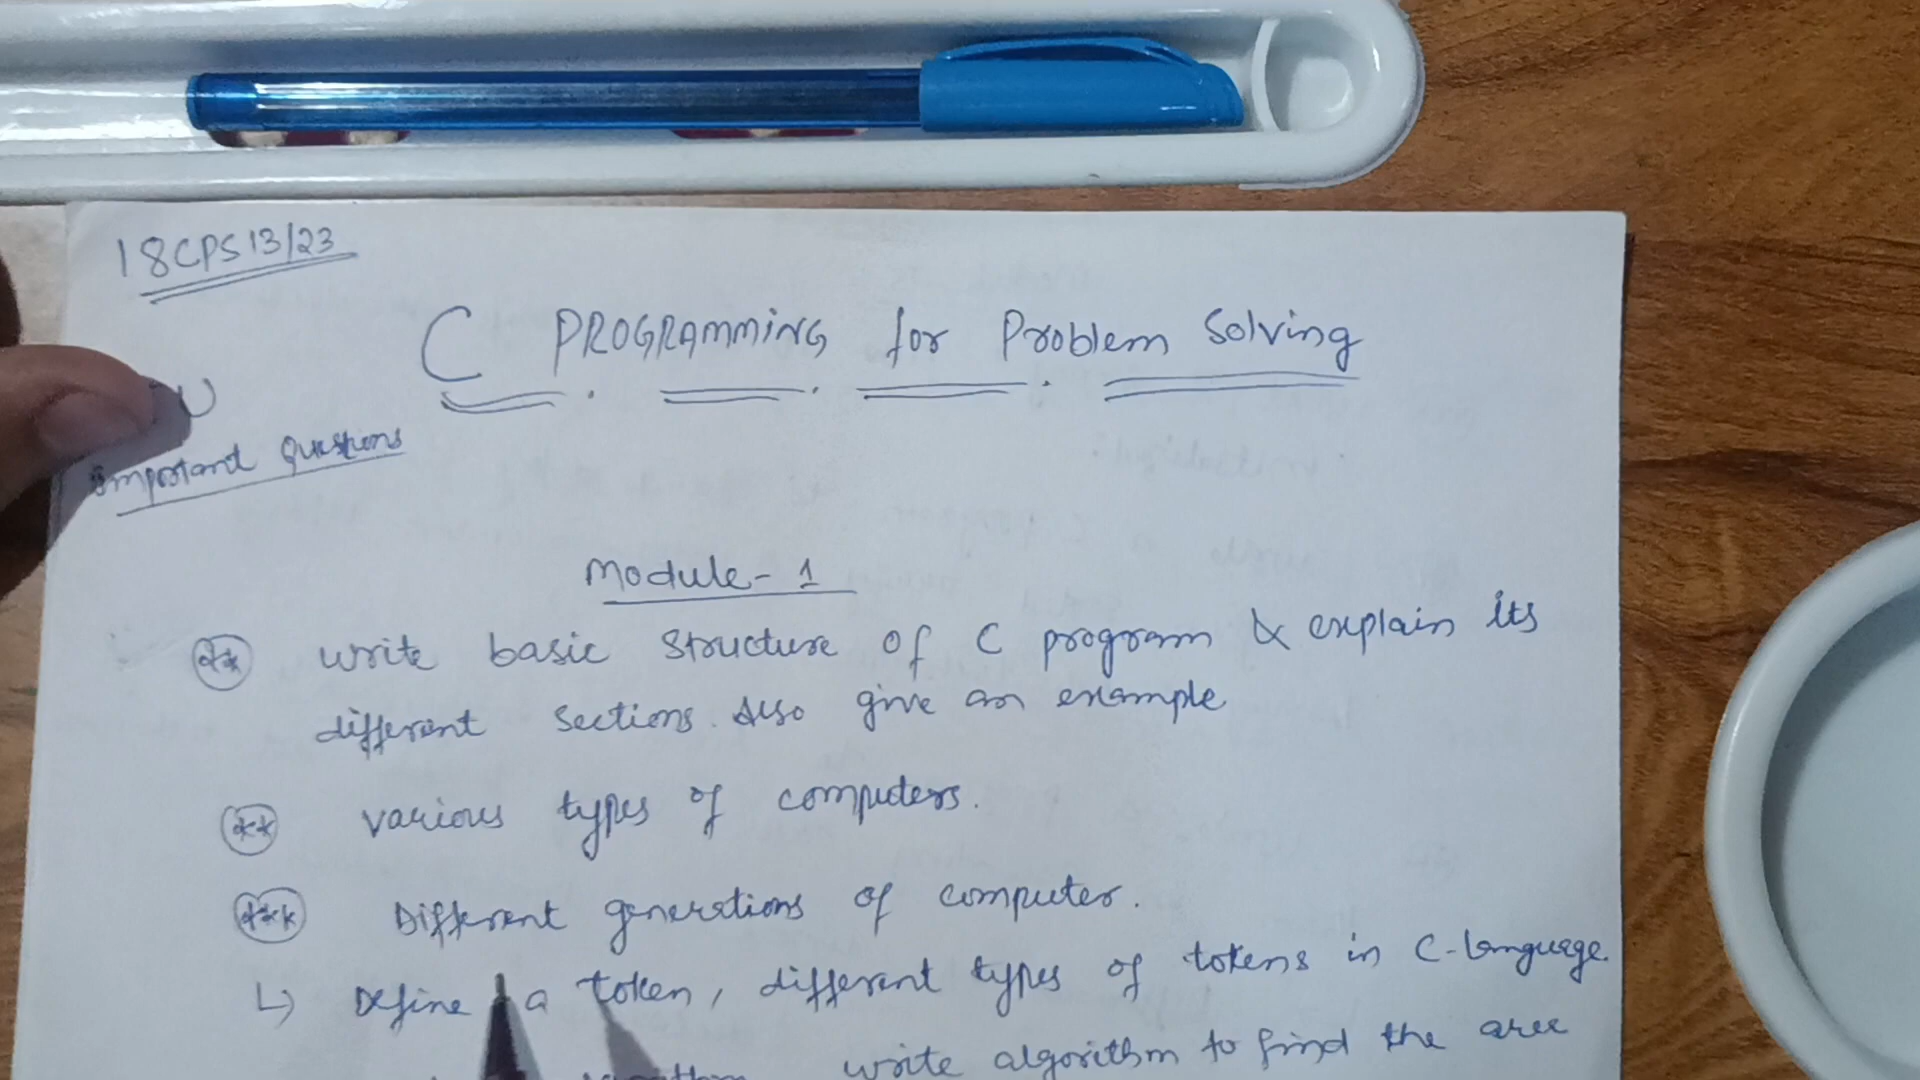 18CPS13/23
C PROGRAMMING for Problem Solving
Important Questions
Module - 1
** write basic structure of C program & explain its
different sections. Also give an example
** various types of computers.
*** Different generations of computer.
↳ Define a token, different types of tokens in C-language.
write algorithm to find the area